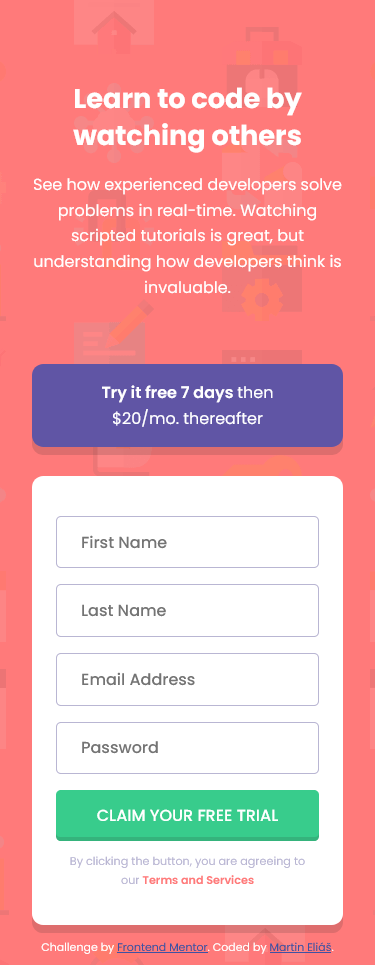 Learn to code by
watching others
See how experienced developers solve
problems in real-time. Watching
scripted tutorials is great, but
understanding how developers think is
invaluable.
Try it free 7 days then
$20/mo. thereafter
First Name
Last Name
Email Address
Password
CLAIM YOUR FREE TRIAL
By clicking the button, you are agreeing to
our Terms and Services
Challenge by Frontend Mentor. Coded by Martin Eliáš.